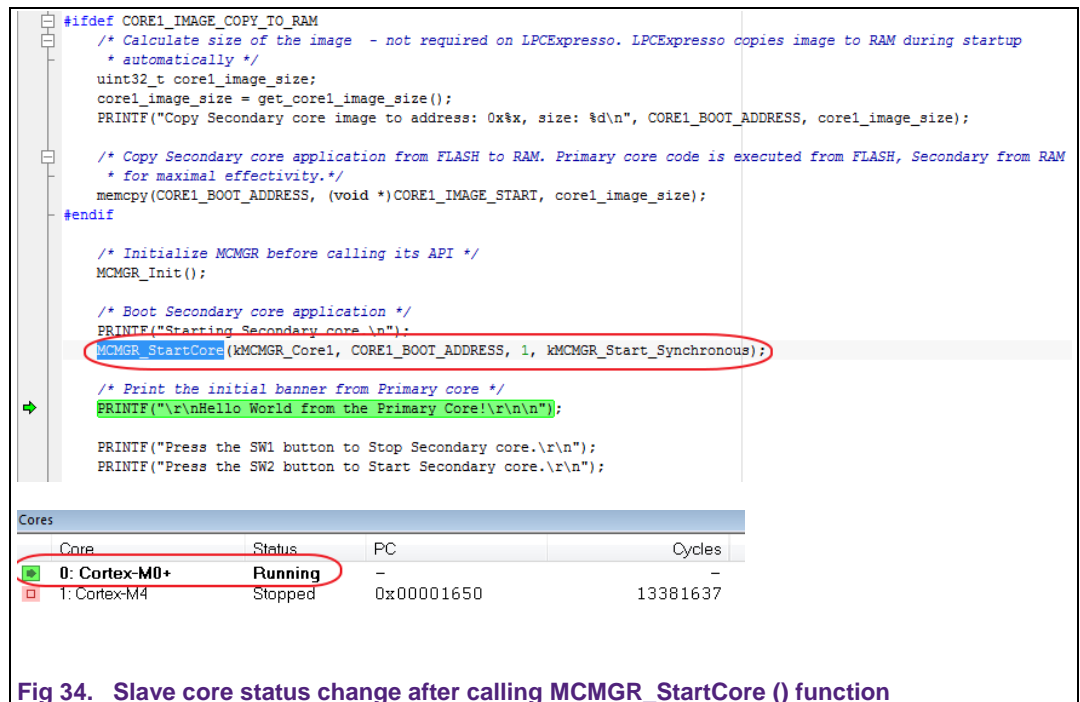 #ifdef CORE1_IMAGE_COPY_TO_RAM
/* Calculate size of the image  - not required on LPCExpresso. LPCExpresso copies image to RAM during startup
* automatically */
uint32_t core1_image_size;
core1_image_size = get_core1_image_size();
PRINTF("Copy Secondary core image to address: 0x%x, size: %d\n", CORE1_BOOT_ADDRESS, core1_image_size);
/* Copy Secondary core application from FLASH to RAM. Primary core code is executed from FLASH, Secondary from RAM
* for maximal effectivity.*/
memcpy(CORE1_BOOT_ADDRESS, (void *)CORE1_IMAGE_START, core1_image_size);
#endif
/* Initialize MCMGR before calling its API */
MCMGR_Init();
/* Boot Secondary core application */
PRINTF("Starting Secondary core.\n");
MCMGR_StartCore(kMCMGR_Core1, CORE1_BOOT_ADDRESS, 1, kMCMGR_Start_Synchronous);
/* Print the initial banner from Primary core */
PRINTF("\r\nHello World from the Primary Core!\r\n\n");
PRINTF("Press the SW1 button to Stop Secondary core.\r\n");
PRINTF("Press the SW2 button to Start Secondary core.\r\n");
Cores
Core Status PC Cycles
0: Cortex-M0+ Running – –
1: Cortex-M4 Stopped 0x00001650 13381637
Fig 34. Slave core status change after calling MCMGR_StartCore () function